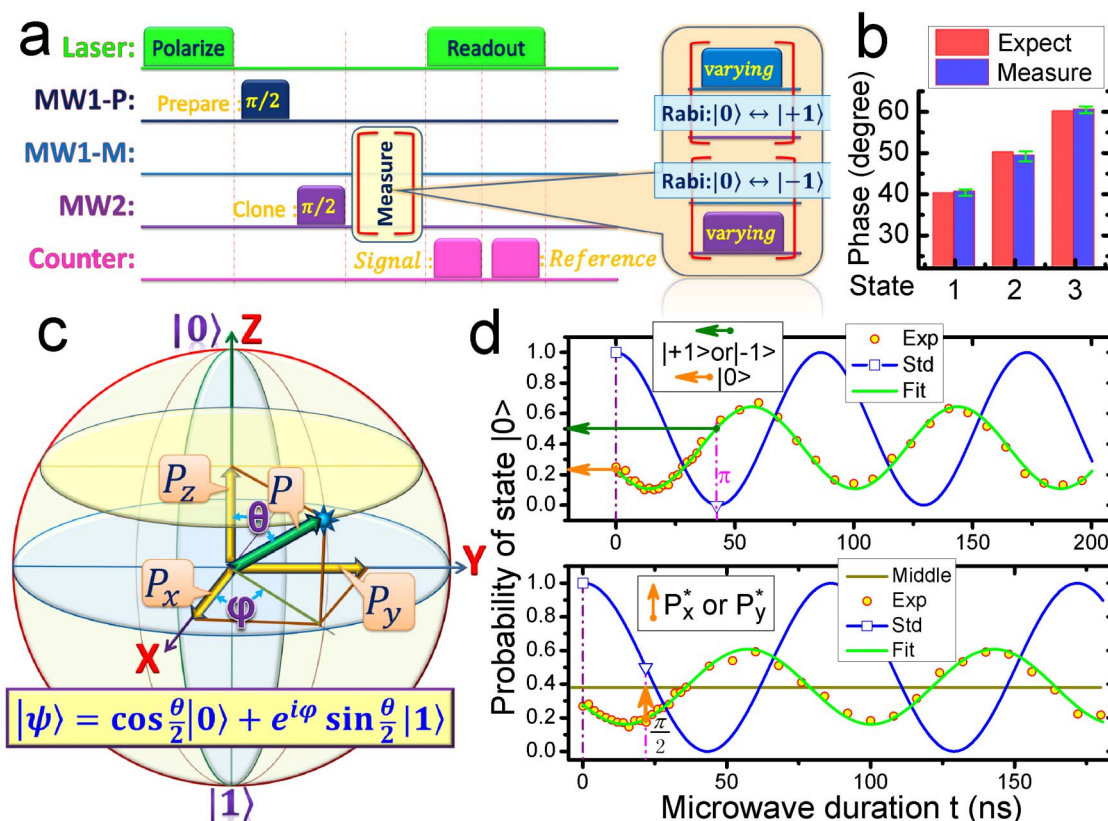 a
Laser: Polarize Readout
MW1-P: Prepare: π/2
MW1-M:
MW2: Clone: π/2
Measure
Counter: Signal: :Reference
varying
Rabi:|0⟩ ↔ |+1⟩
Rabi:|0⟩ ↔ |−1⟩
varying
b
Expect
Measure
Phase (degree)
60
50
40
30
State 1 2 3
c
|0⟩ Z
P_z P
θ
Y
P_x φ P_y
X
|ψ⟩ = cos θ/2 |0⟩ + e^{iφ} sin θ/2 |1⟩
|1⟩
d
Probability of state |0>
|+1>or|-1>
|0>
Exp
Std
Fit
1.0
0.8
0.6
0.4
0.2
0.0
π
0 50 100 150 200
P*_x or P*_y
Middle
Exp
Std
Fit
1.0
0.8
0.6
0.4
0.2
0.0
π/2
0 50 100 150
Microwave duration t (ns)